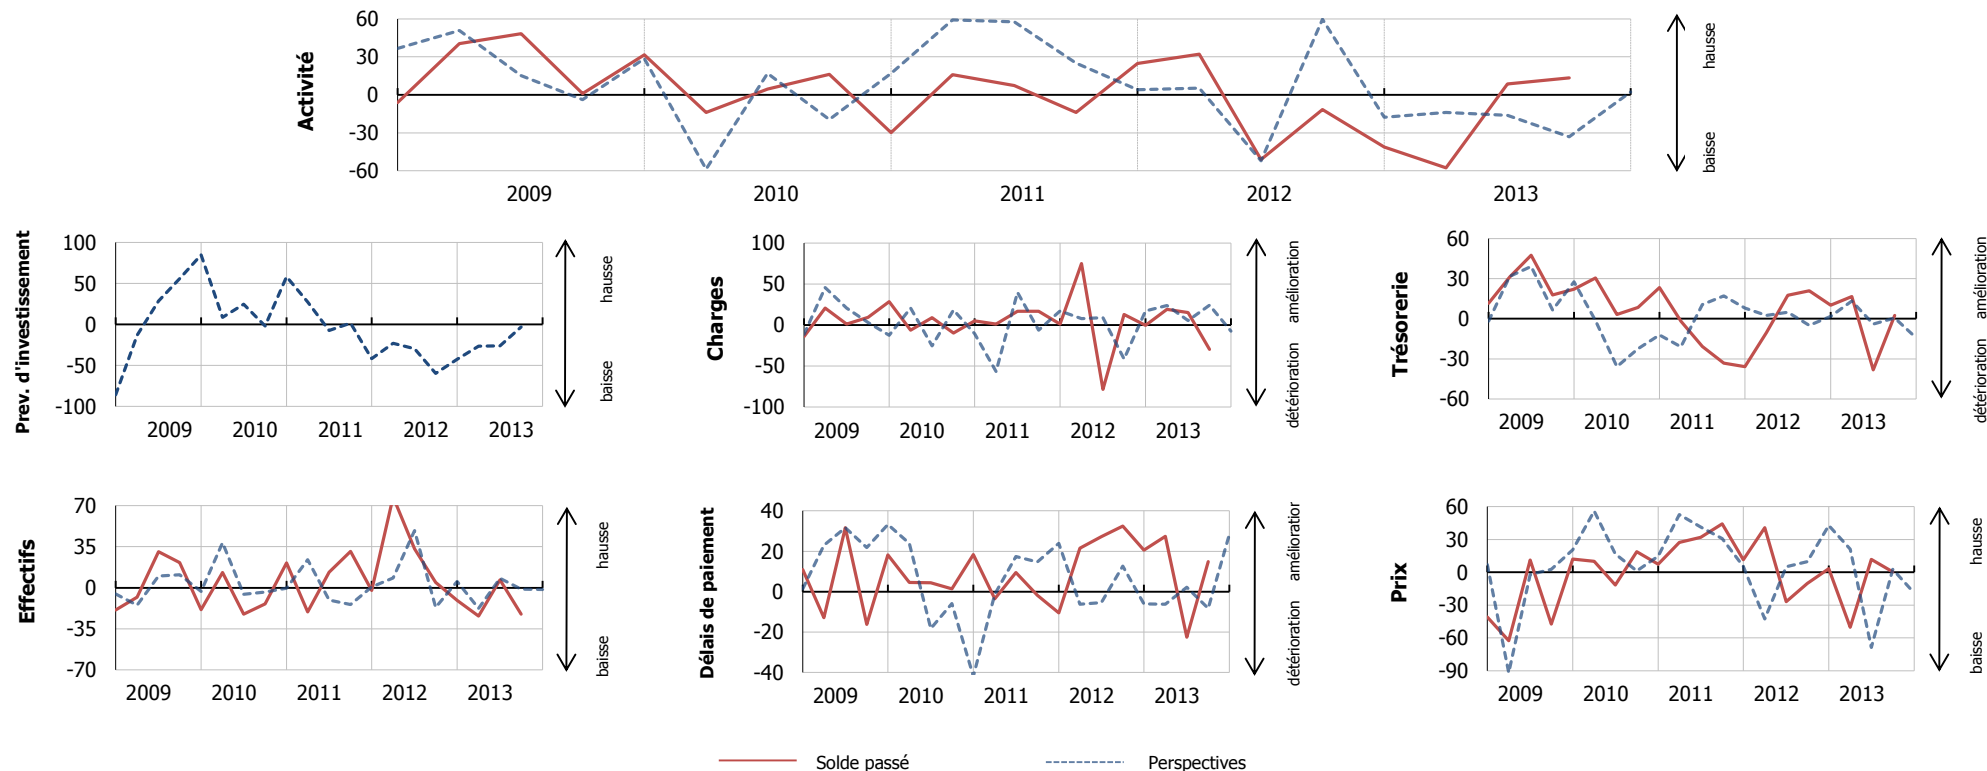 Activité
60
30
0
-30
-60
2009 2010 2011 2012 2013
hausse
baisse
Prev. d'investissement
100
50
0
-50
-100
2009 2010 2011 2012 2013
hausse
baisse
Charges
100
50
0
-50
-100
2009 2010 2011 2012 2013
amélioration
détérioration
Trésorerie
60
30
0
-30
-60
2009 2010 2011 2012 2013
amélioration
détérioration
Effectifs
70
35
0
-35
-70
2009 2010 2011 2012 2013
hausse
baisse
Délais de paiement
40
20
0
-20
-40
2009 2010 2011 2012 2013
amélioratior
détérioration
Prix
60
30
0
-30
-60
-90
2009 2010 2011 2012 2013
hausse
baisse
Solde passé Perspectives